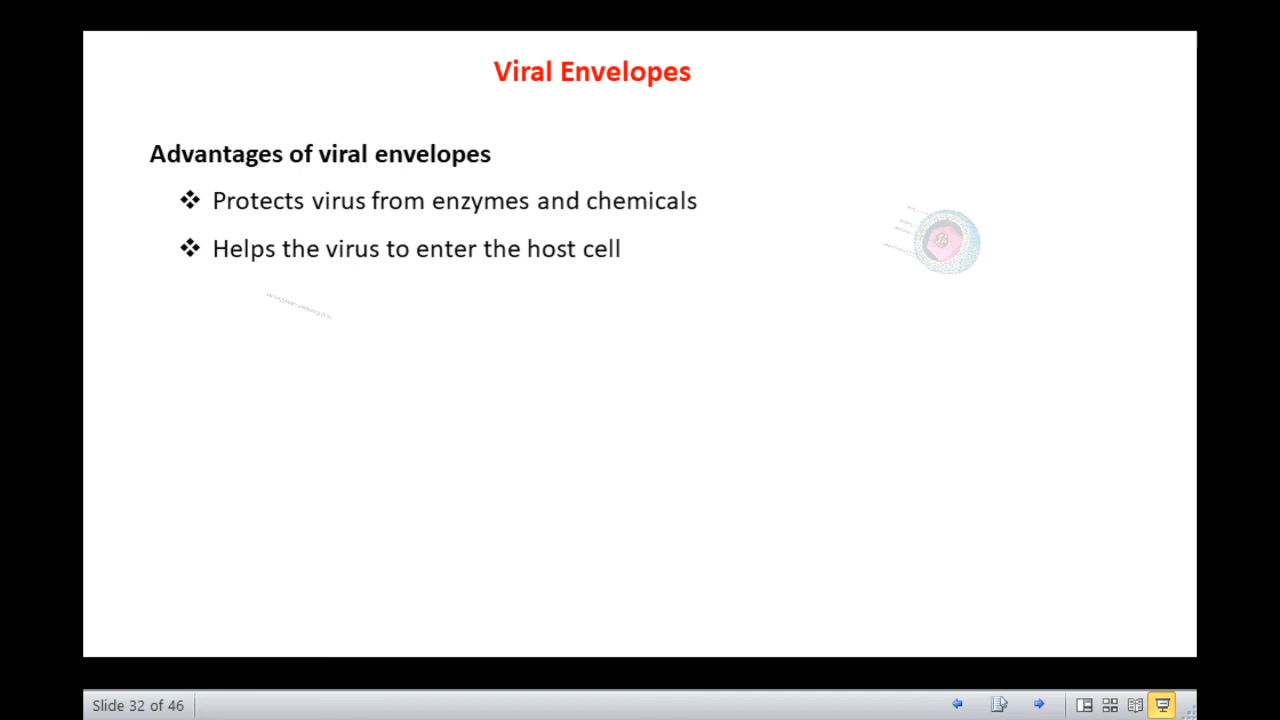 Viral Envelopes
Advantages of viral envelopes
❖ Protects virus from enzymes and chemicals
❖ Helps the virus to enter the host cell
Slide 32 of 46